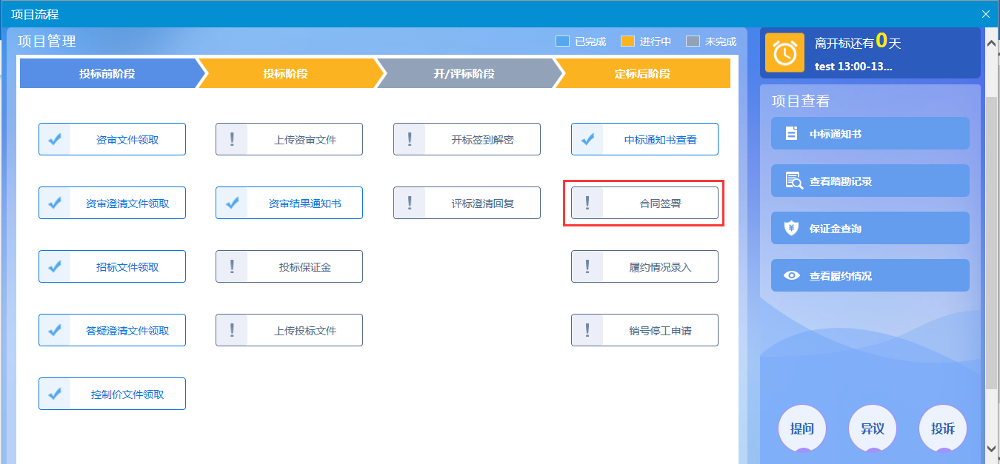 项目流程
项目管理
已完成 进行中 未完成
投标前阶段 投标阶段 开/评标阶段 定标后阶段
资审文件领取 ! 上传资审文件 ! 开标签到解密 中标通知书查看
资审澄清文件领取 资审结果通知书 ! 评标澄清回复 ! 合同签署
招标文件领取 ! 投标保证金 ! 履约情况录入
答疑澄清文件领取 ! 上传投标文件 ! 销号停工申请
控制价文件领取
离开标还有0天
test 13:00-13...
项目查看
中标通知书
查看踏勘记录
¥ 保证金查询
查看履约情况
提问 异议 投诉